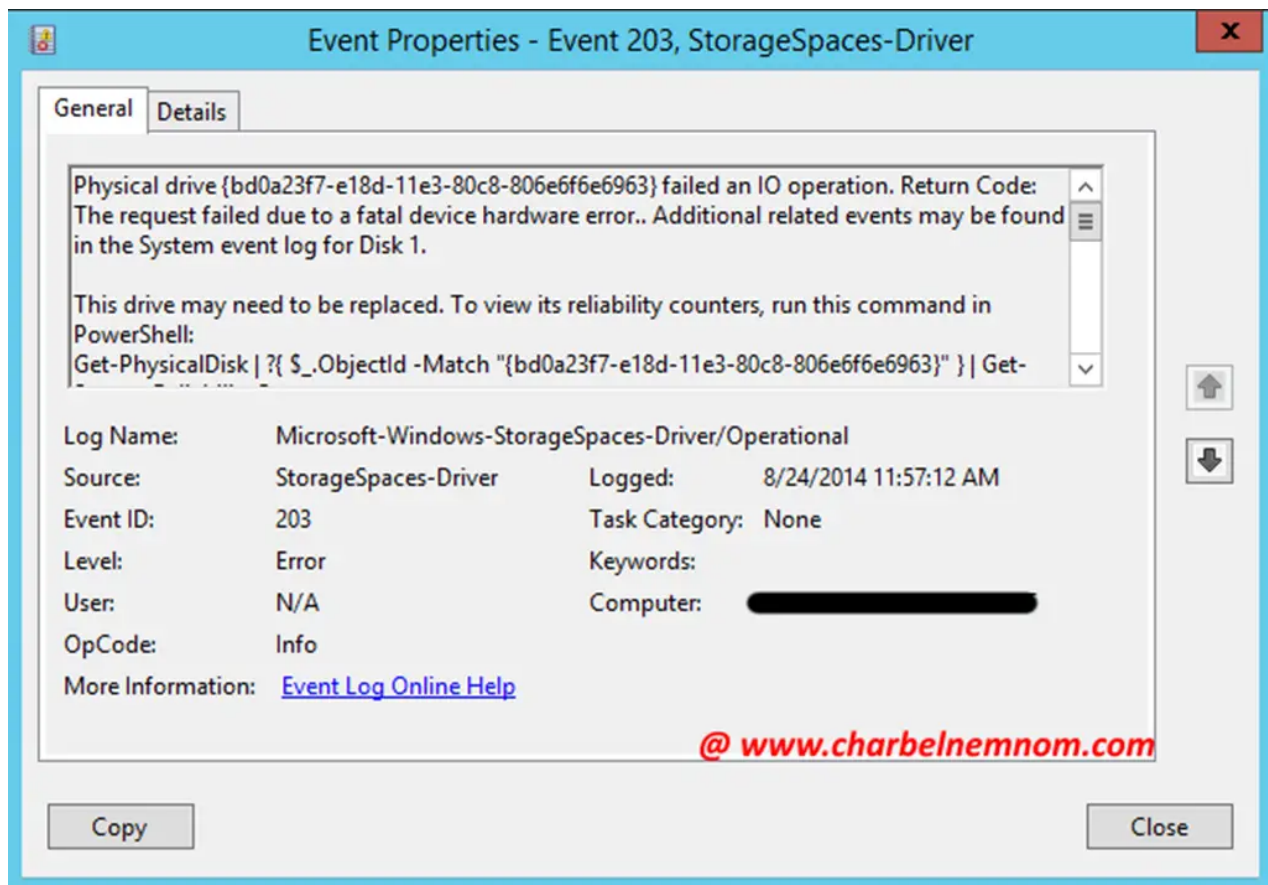 Event Properties - Event 203, StorageSpaces-Driver
X
General
Details
Physical drive {bd0a23f7-e18d-11e3-80c8-806e6f6e6963} failed an IO operation. Return Code:
The request failed due to a fatal device hardware error.. Additional related events may be found
in the System event log for Disk 1.
This drive may need to be replaced. To view its reliability counters, run this command in
PowerShell:
Get-PhysicalDisk | ?{ $_.ObjectId -Match "{bd0a23f7-e18d-11e3-80c8-806e6f6e6963}" } | Get-
Log Name: Microsoft-Windows-StorageSpaces-Driver/Operational
Source: StorageSpaces-Driver Logged: 8/24/2014 11:57:12 AM
Event ID: 203 Task Category: None
Level: Error Keywords:
User: N/A Computer:
OpCode: Info
More Information: Event Log Online Help
@ www.charbelnemnom.com
Copy Close